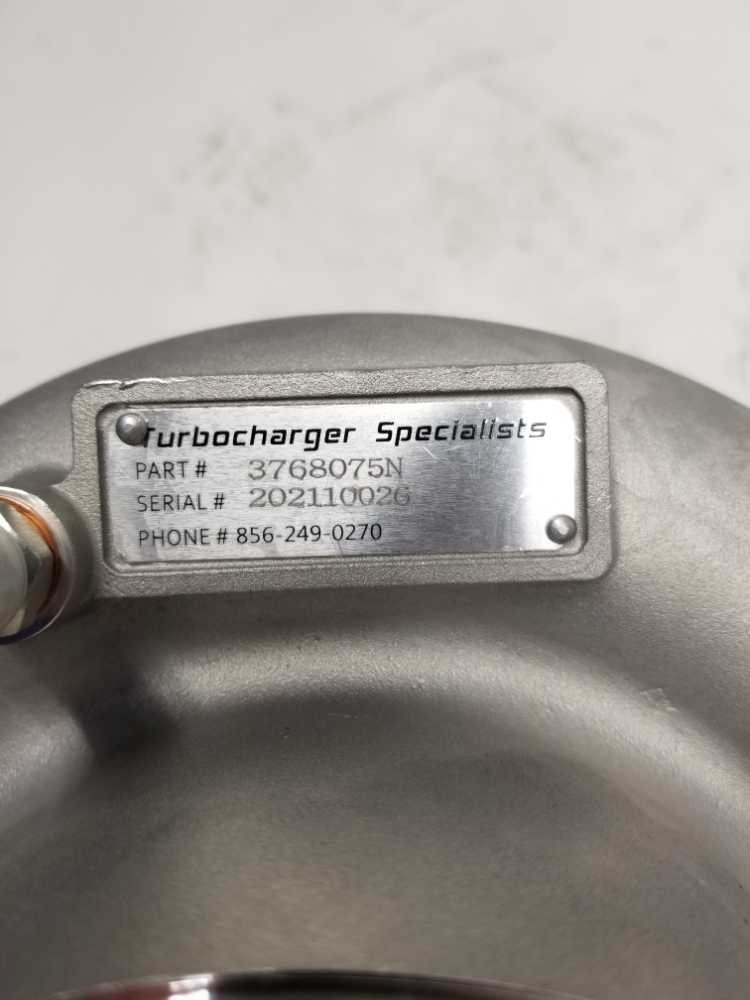 Turbocharger Specialists
PART # 3768075N
SERIAL # 202110026
PHONE # 856-249-0270